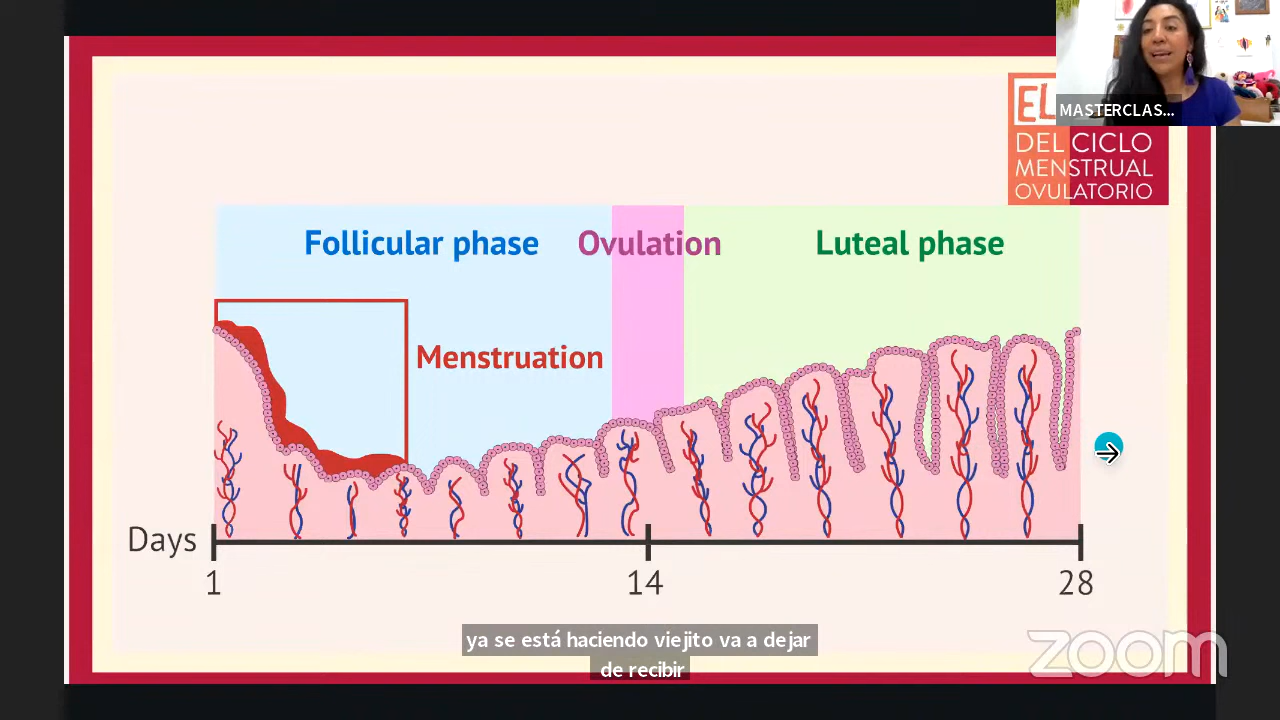 EL
MASTERCLAS...
DEL CICLO
MENSTRUAL
OVULATORIO
Follicular phase
Ovulation
Luteal phase
Menstruation
Days
1
14
28
ya se está haciendo viejito va a dejar
de recibir
zoom